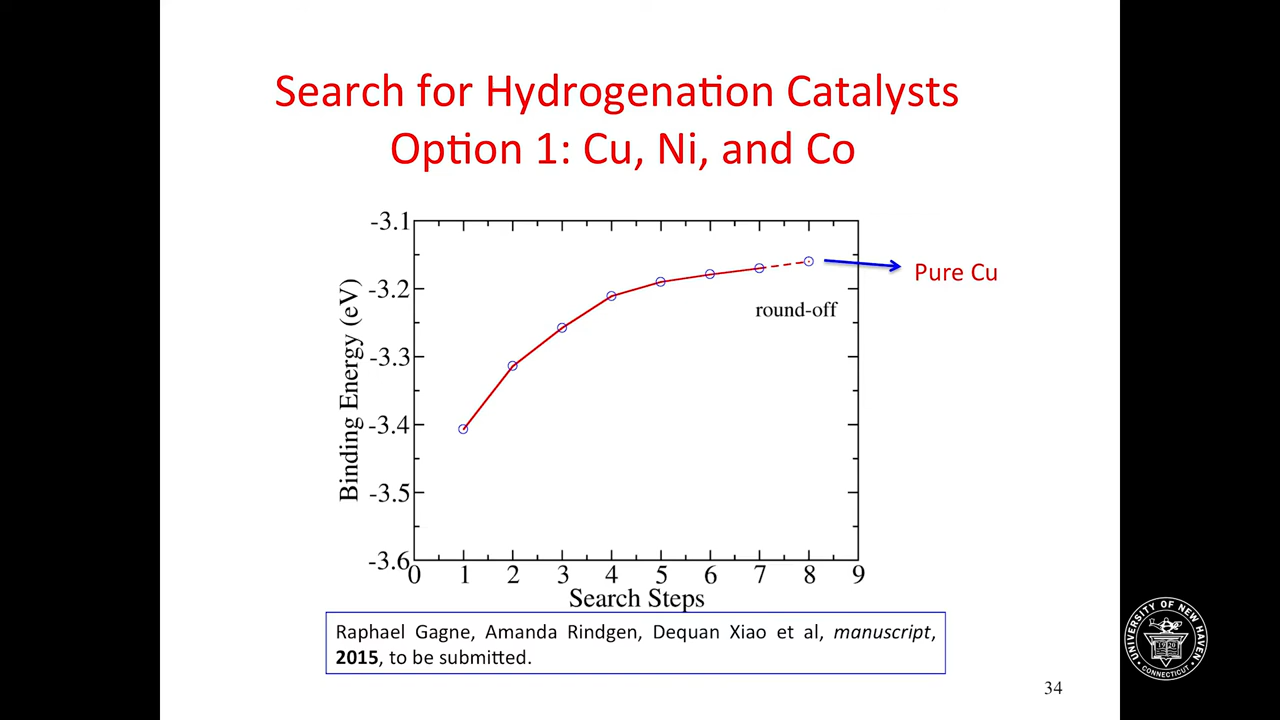 Search for Hydrogenation Catalysts
Option 1: Cu, Ni, and Co
-3.1
-3.2
-3.3
-3.4
-3.5
-3.6
Binding Energy (eV)
Pure Cu
round-off
0 1 2 3 4 5 6 7 8 9
Search Steps
Raphael Gagne, Amanda Rindgen, Dequan Xiao et al, manuscript,
2015, to be submitted.
UNIVERSITY OF NEW HAVEN
CONNECTICUT
34